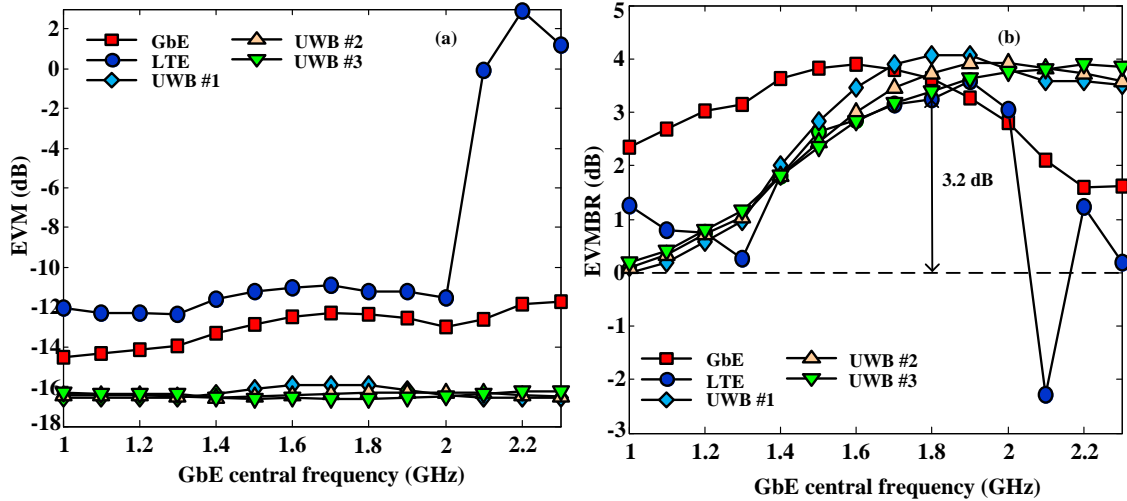 (a)
GbE
LTE
UWB #1
UWB #2
UWB #3
EVM (dB)
2
0
-2
-4
-6
-8
-10
-12
-14
-16
-18
1
1.2
1.4
1.6
1.8
2
2.2
GbE central frequency (GHz)
(b)
EVMBR (dB)
5
4
3
2
1
0
-1
-2
-3
3.2 dB
GbE
LTE
UWB #1
UWB #2
UWB #3
1
1.2
1.4
1.6
1.8
2
2.2
GbE central frequency (GHz)